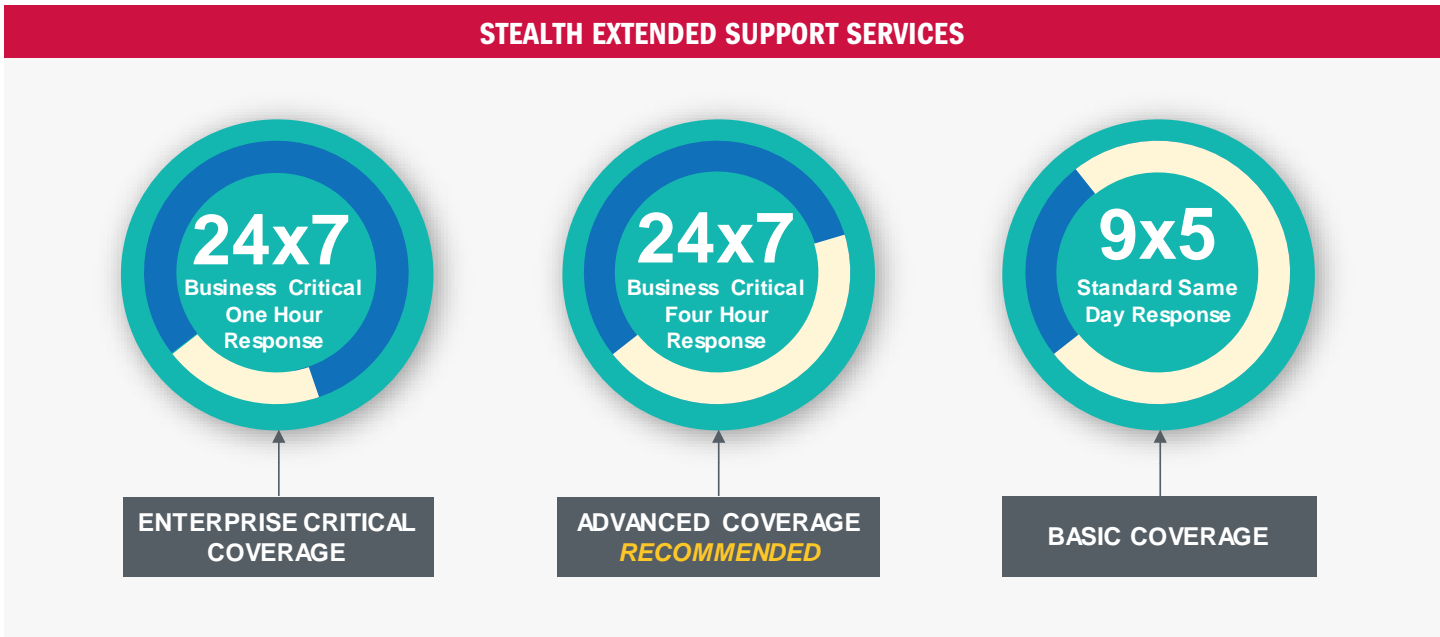 STEALTH EXTENDED SUPPORT SERVICES
24x7
Business Critical
One Hour
Response
ENTERPRISE CRITICAL
COVERAGE
24x7
Business Critical
Four Hour
Response
ADVANCED COVERAGE
RECOMMENDED
9x5
Standard Same
Day Response
BASIC COVERAGE